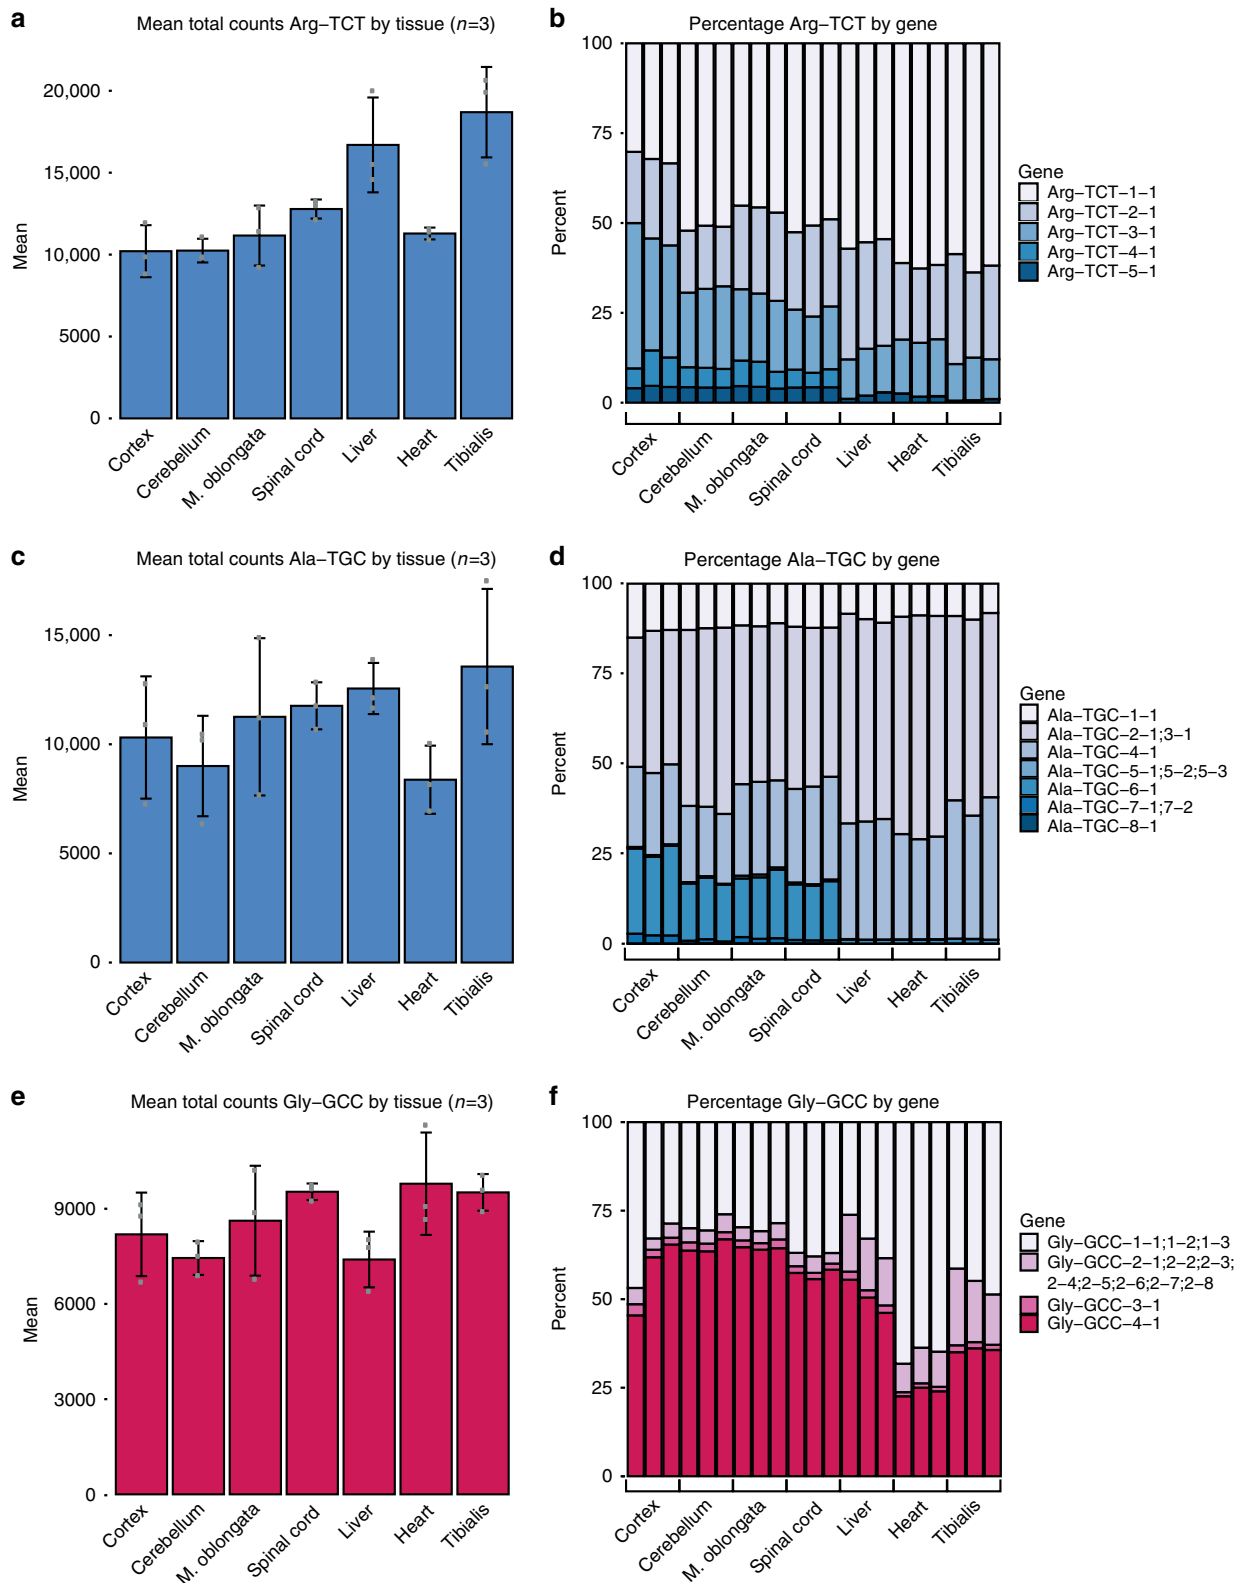 a
Mean total counts Arg–TCT by tissue (n=3)
Mean
20,000
15,000
10,000
5000
0
Cortex
Cerebellum
M. oblongata
Spinal cord
Liver
Heart
Tibialis
b
Percentage Arg–TCT by gene
Percent
100
75
50
25
0
Cortex
Cerebellum
M. oblongata
Spinal cord
Liver
Heart
Tibialis
Gene
Arg–TCT–1–1
Arg–TCT–2–1
Arg–TCT–3–1
Arg–TCT–4–1
Arg–TCT–5–1
c
Mean total counts Ala–TGC by tissue (n=3)
Mean
15,000
10,000
5000
0
Cortex
Cerebellum
M. oblongata
Spinal cord
Liver
Heart
Tibialis
d
Percentage Ala–TGC by gene
Percent
100
75
50
25
0
Cortex
Cerebellum
M. oblongata
Spinal cord
Liver
Heart
Tibialis
Gene
Ala–TGC–1–1
Ala–TGC–2–1;3–1
Ala–TGC–4–1
Ala–TGC–5–1;5–2;5–3
Ala–TGC–6–1
Ala–TGC–7–1;7–2
Ala–TGC–8–1
e
Mean total counts Gly–GCC by tissue (n=3)
Mean
9000
6000
3000
0
Cortex
Cerebellum
M. oblongata
Spinal cord
Liver
Heart
Tibialis
f
Percentage Gly–GCC by gene
Percent
100
75
50
25
0
Cortex
Cerebellum
M. oblongata
Spinal cord
Liver
Heart
Tibialis
Gene
Gly–GCC–1–1;1–2;1–3
Gly–GCC–2–1;2–2;2–3;
2–4;2–5;2–6;2–7;2–8
Gly–GCC–3–1
Gly–GCC–4–1